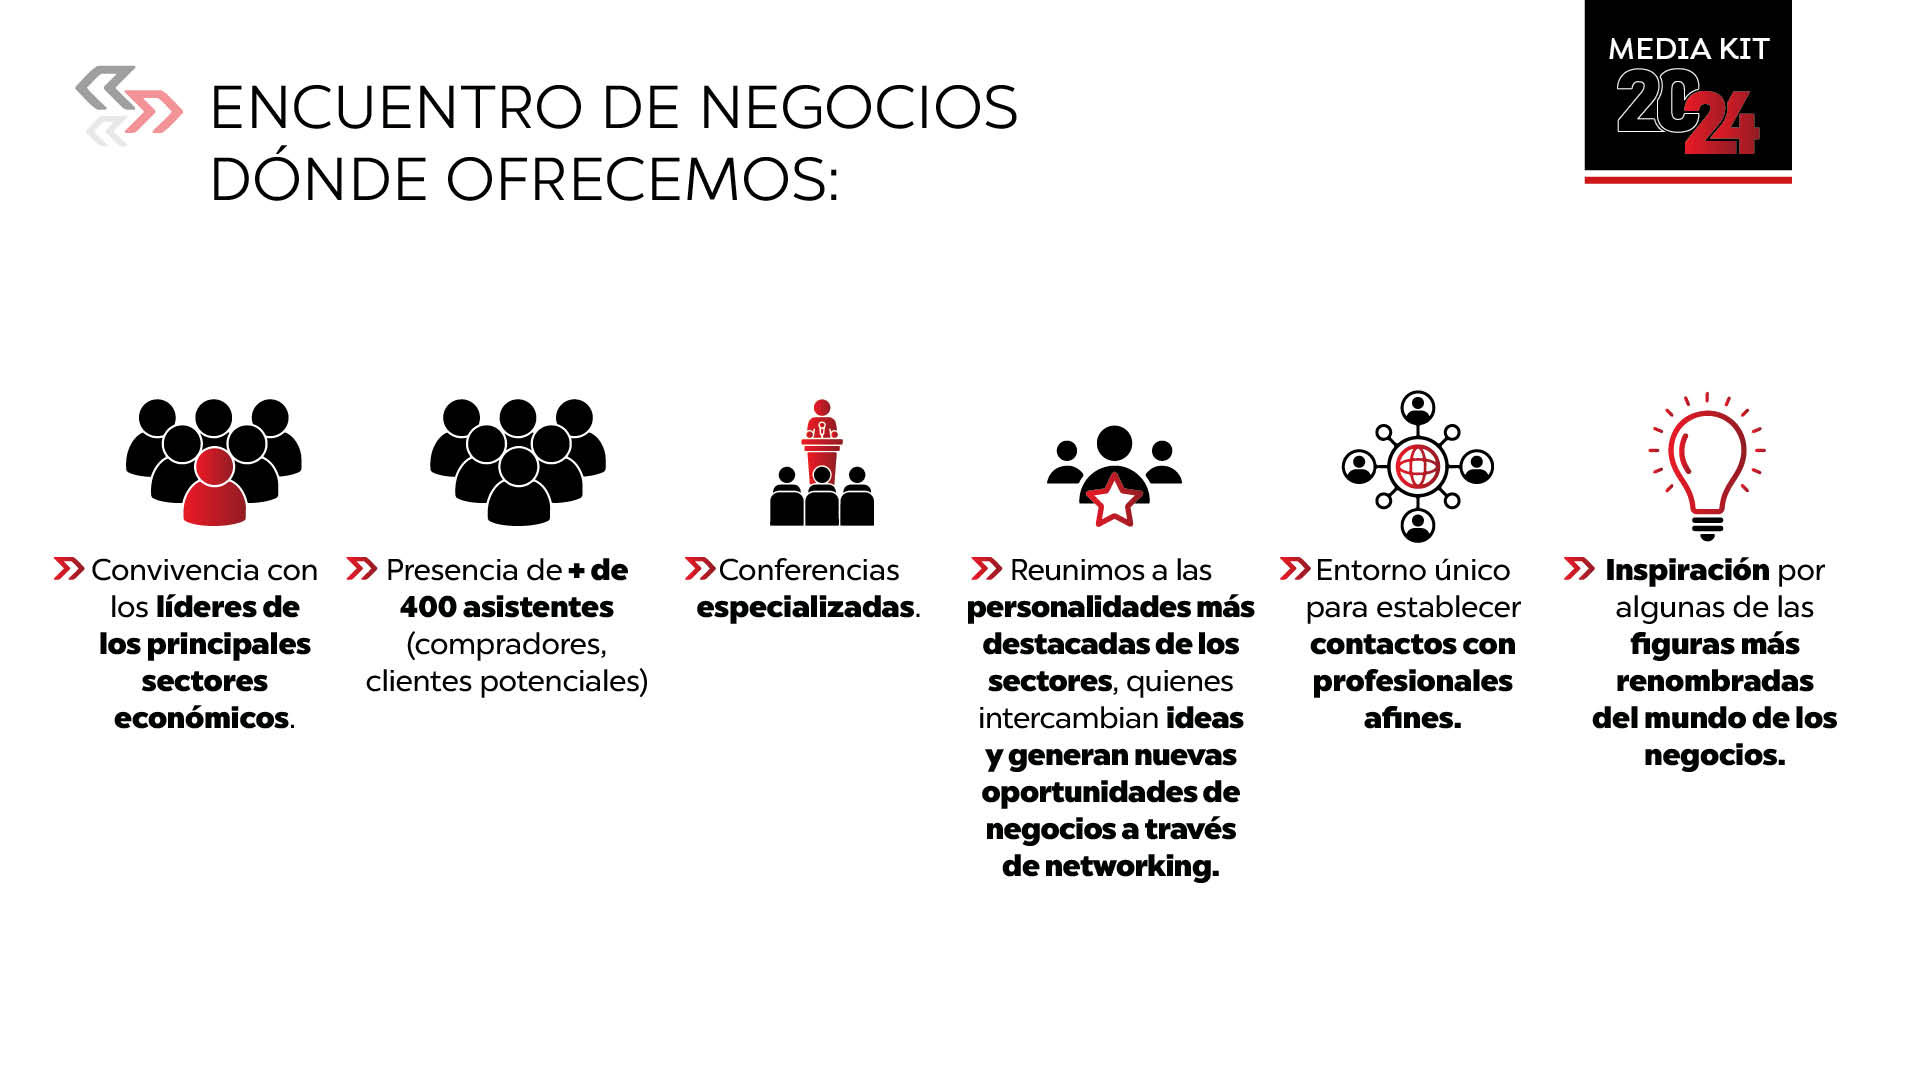 MEDIA KIT
2024
ENCUENTRO DE NEGOCIOS
DÓNDE OFRECEMOS:
Convivencia con
los líderes de
los principales
sectores
económicos.
Presencia de + de
400 asistentes
(compradores,
clientes potenciales)
Conferencias
especializadas.
Reunimos a las
personalidades más
destacadas de los
sectores, quienes
intercambian ideas
y generan nuevas
oportunidades de
negocios a través
de networking.
Entorno único
para establecer
contactos con
profesionales
afines.
Inspiración por
algunas de las
figuras más
renombradas
del mundo de los
negocios.